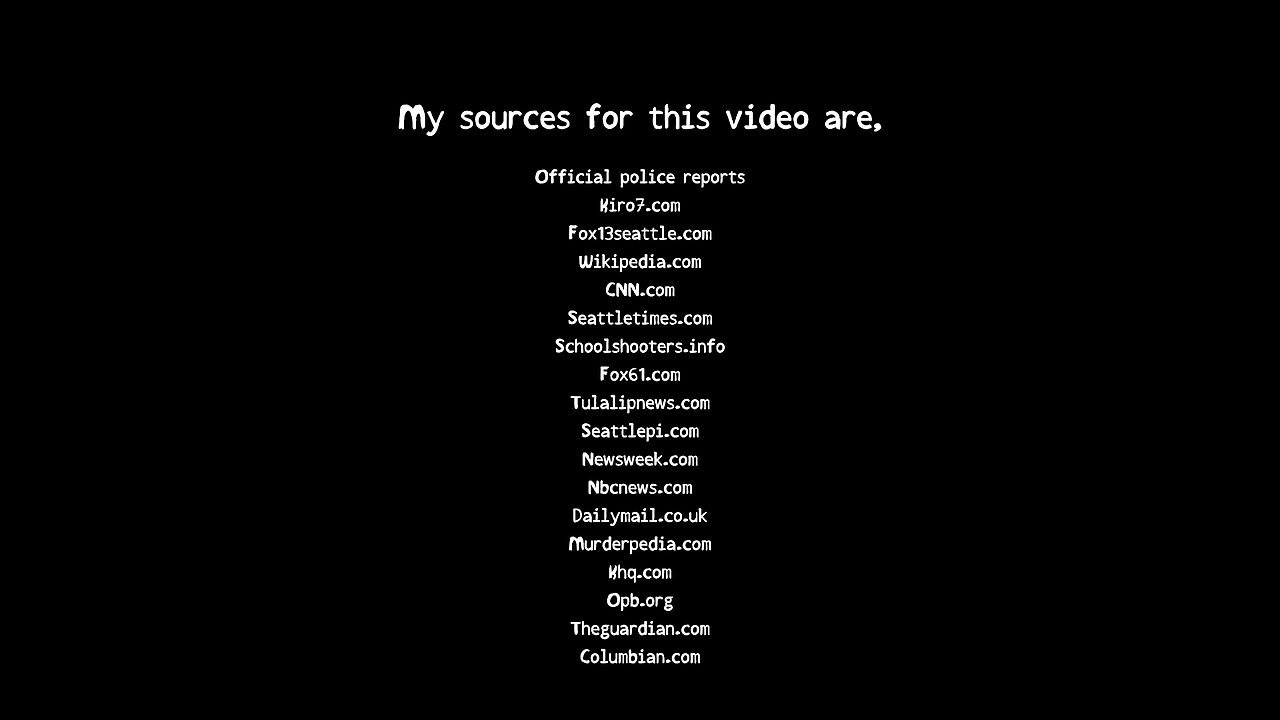 My sources for this video are,
Official police reports
Kiro7.com
Fox13seattle.com
Wikipedia.com
CNN.com
Seattletimes.com
Schoolshooters.info
Fox61.com
Tulalipnews.com
Seattlepi.com
Newsweek.com
Nbcnews.com
Dailymail.co.uk
Murderpedia.com
Khq.com
Opb.org
Theguardian.com
Columbian.com